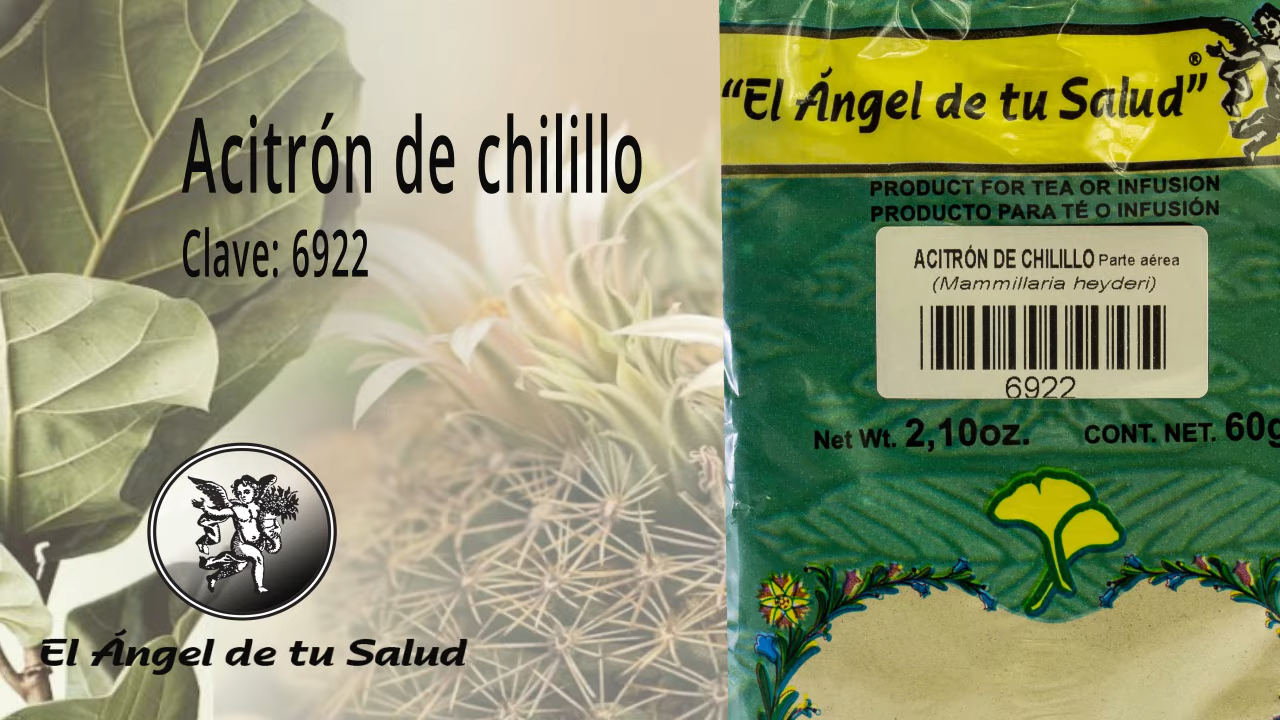 Acitrón de chilillo
Clave: 6922
El Ángel de tu Salud
“El Ángel de tu Salud”®
PRODUCT FOR TEA OR INFUSION
PRODUCTO PARA TÉ O INFUSIÓN
ACITRÓN DE CHILILLO Parte aérea
(Mammillaria heyderi)
6922
Net Wt. 2,10oz. CONT. NET. 60g